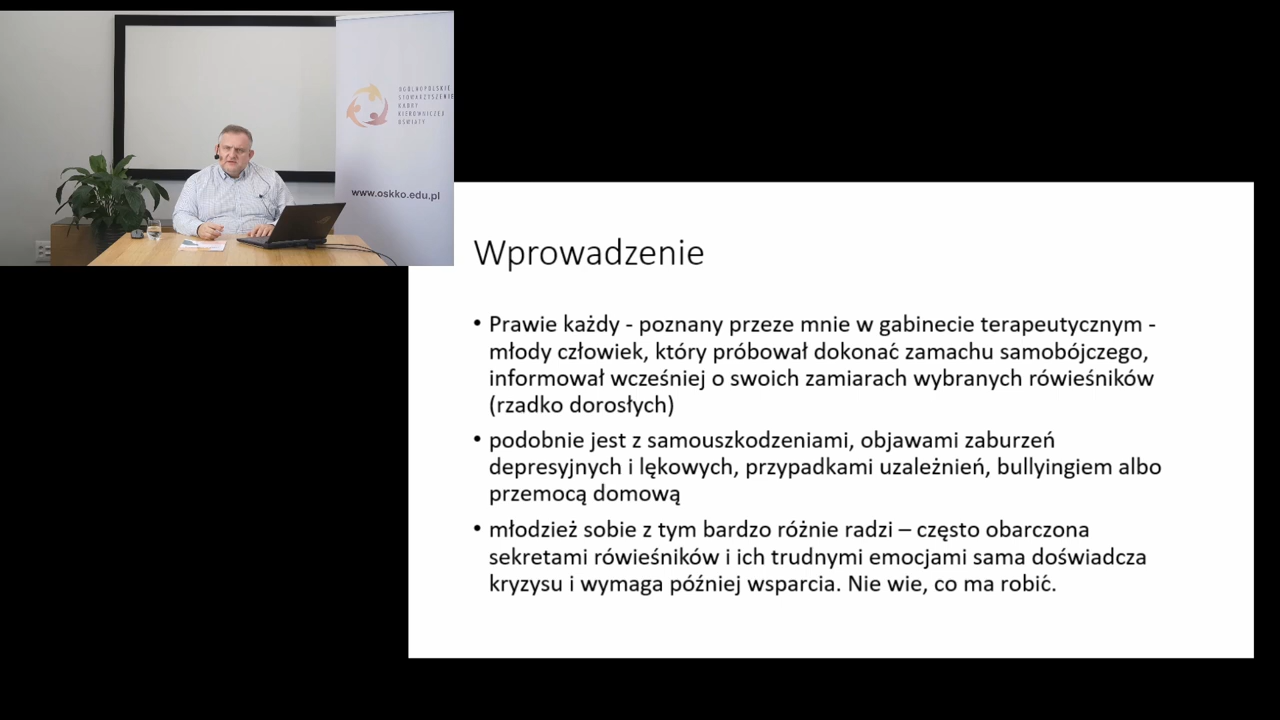 OGÓLNOPOLSKIE
STOWARZYSZENIE
KADRY
KIEROWNICZEJ
OŚWIATY
www.oskko.edu.pl
Wprowadzenie
• Prawie każdy - poznany przeze mnie w gabinecie terapeutycznym -
młody człowiek, który próbował dokonać zamachu samobójczego,
informował wcześniej o swoich zamiarach wybranych rówieśników
(rzadko dorosłych)
• podobnie jest z samouszkodzeniami, objawami zaburzeń
depresyjnych i lękowych, przypadkami uzależnień, bullyingiem albo
przemocą domową
• młodzież sobie z tym bardzo różnie radzi – często obarczona
sekretami rówieśników i ich trudnymi emocjami sama doświadcza
kryzysu i wymaga później wsparcia. Nie wie, co ma robić.